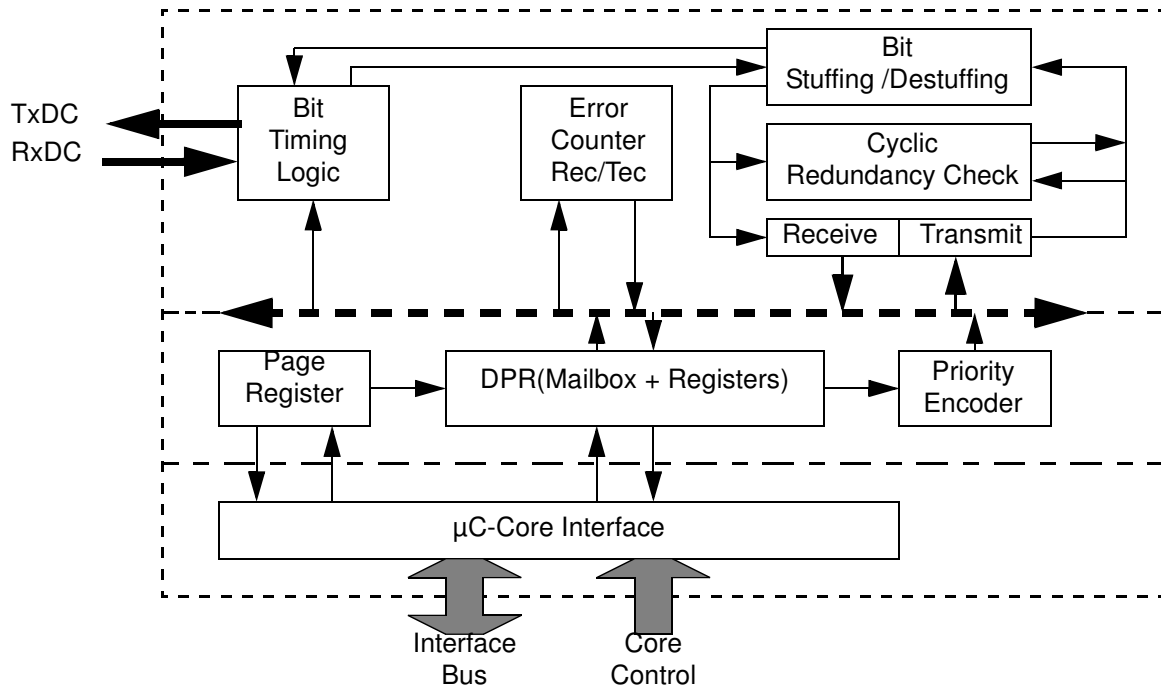 TxDC
RxDC
Bit
Timing
Logic
Error
Counter
Rec/Tec
Bit
Stuffing /Destuffing
Cyclic
Redundancy Check
Receive
Transmit
Page
Register
DPR(Mailbox + Registers)
Priority
Encoder
µC-Core Interface
Interface
Bus
Core
Control